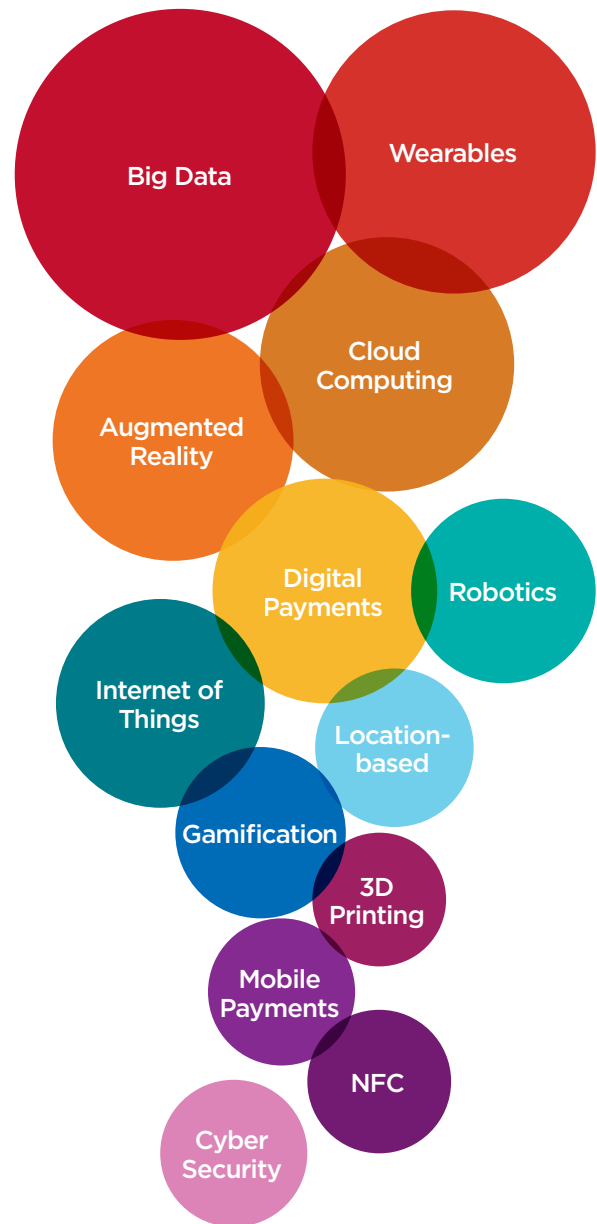 Big Data
Wearables
Cloud
Computing
Augmented
Reality
Digital
Payments
Robotics
Internet of
Things
Location-
based
Gamification
3D
Printing
Mobile
Payments
NFC
Cyber
Security